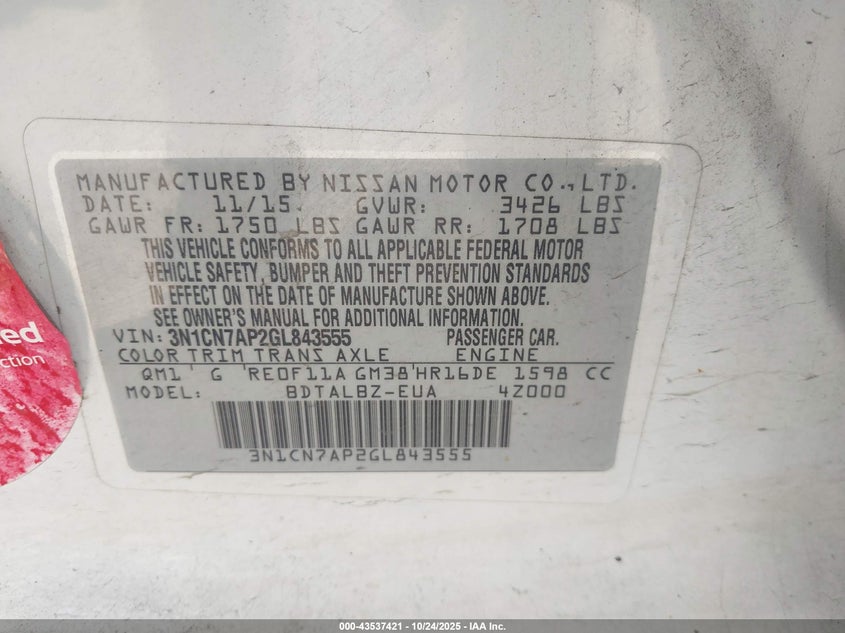 MANUFACTURED BY NISSAN MOTOR CO., LTD.
DATE: 11/15 GVWR: 3426 LBS
GAWR FR: 1750 LBS GAWR RR: 1708 LBS
THIS VEHICLE CONFORMS TO ALL APPLICABLE FEDERAL MOTOR
VEHICLE SAFETY, BUMPER AND THEFT PREVENTION STANDARDS
IN EFFECT ON THE DATE OF MANUFACTURE SHOWN ABOVE.
SEE OWNER'S MANUAL FOR ADDITIONAL INFORMATION.
VIN: 3N1CN7AP2GL843555 PASSENGER CAR.
COLOR TRIM TRANS AXLE ENGINE
QM1 G RE0F11A GM38 HR16DE 1598 CC
MODEL: BDTALBZ-EUA 4Z000
3N1CN7AP2GL843555
000-43537421 - 10/24/2025 - IAA Inc.